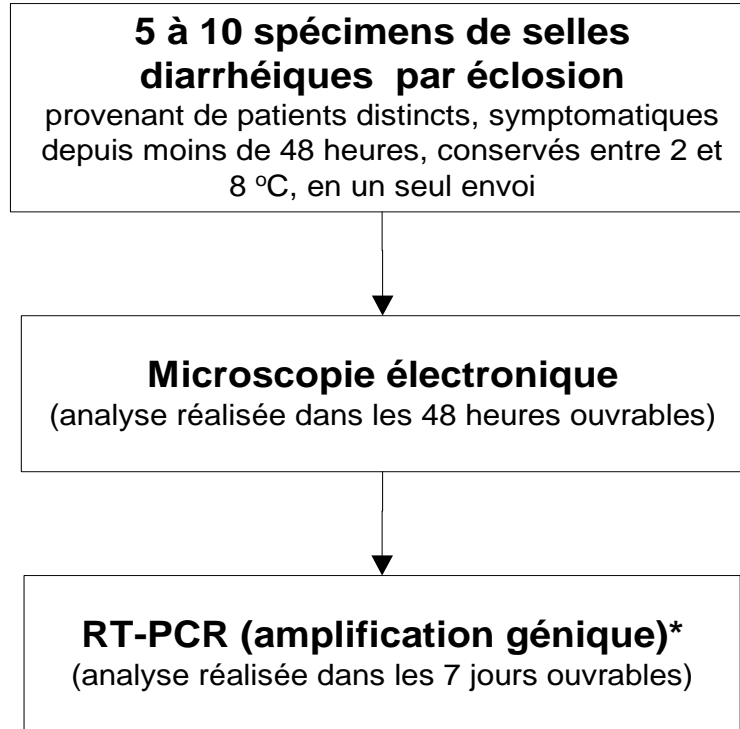 5 à 10 spécimens de selles
diarrhéiques par éclosion
provenant de patients distincts, symptomatiques
depuis moins de 48 heures, conservés entre 2 et
8 ºC, en un seul envoi
Microscopie électronique
(analyse réalisée dans les 48 heures ouvrables)
RT-PCR (amplification génique)*
(analyse réalisée dans les 7 jours ouvrables)